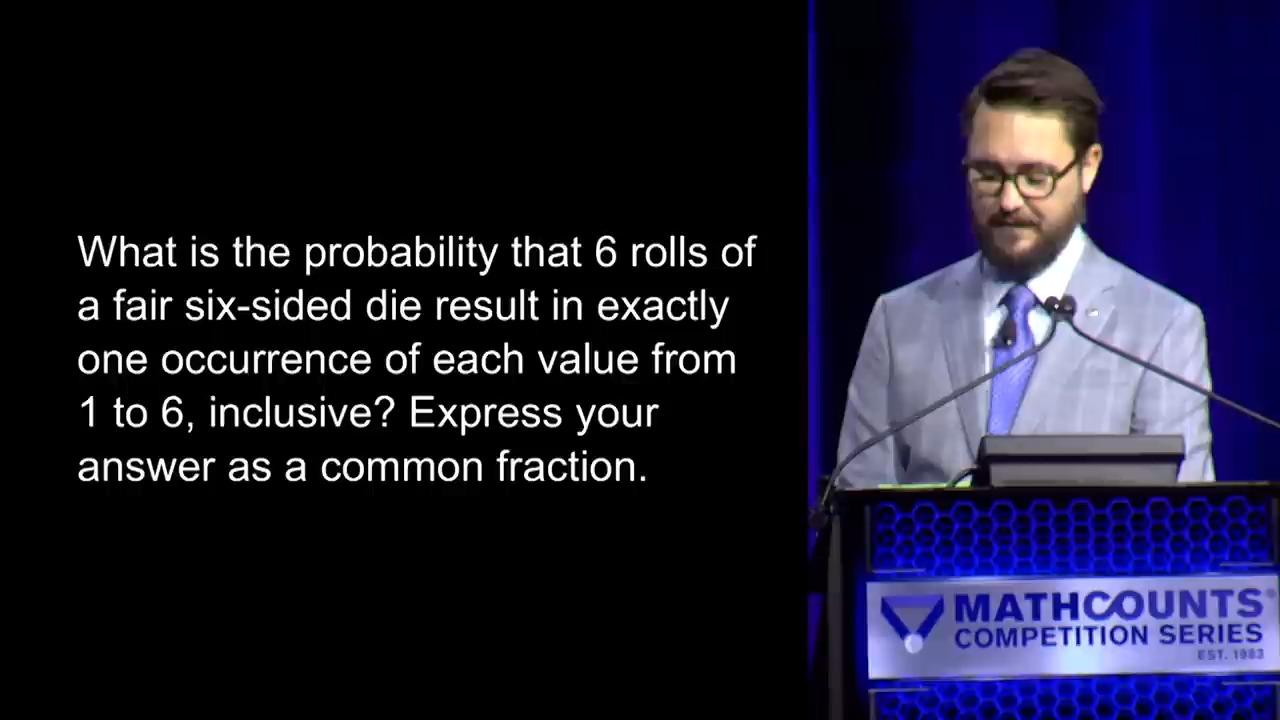 What is the probability that 6 rolls of
a fair six-sided die result in exactly
one occurrence of each value from
1 to 6, inclusive? Express your
answer as a common fraction.
MATHCOUNTS®
COMPETITION SERIES
EST. 1983